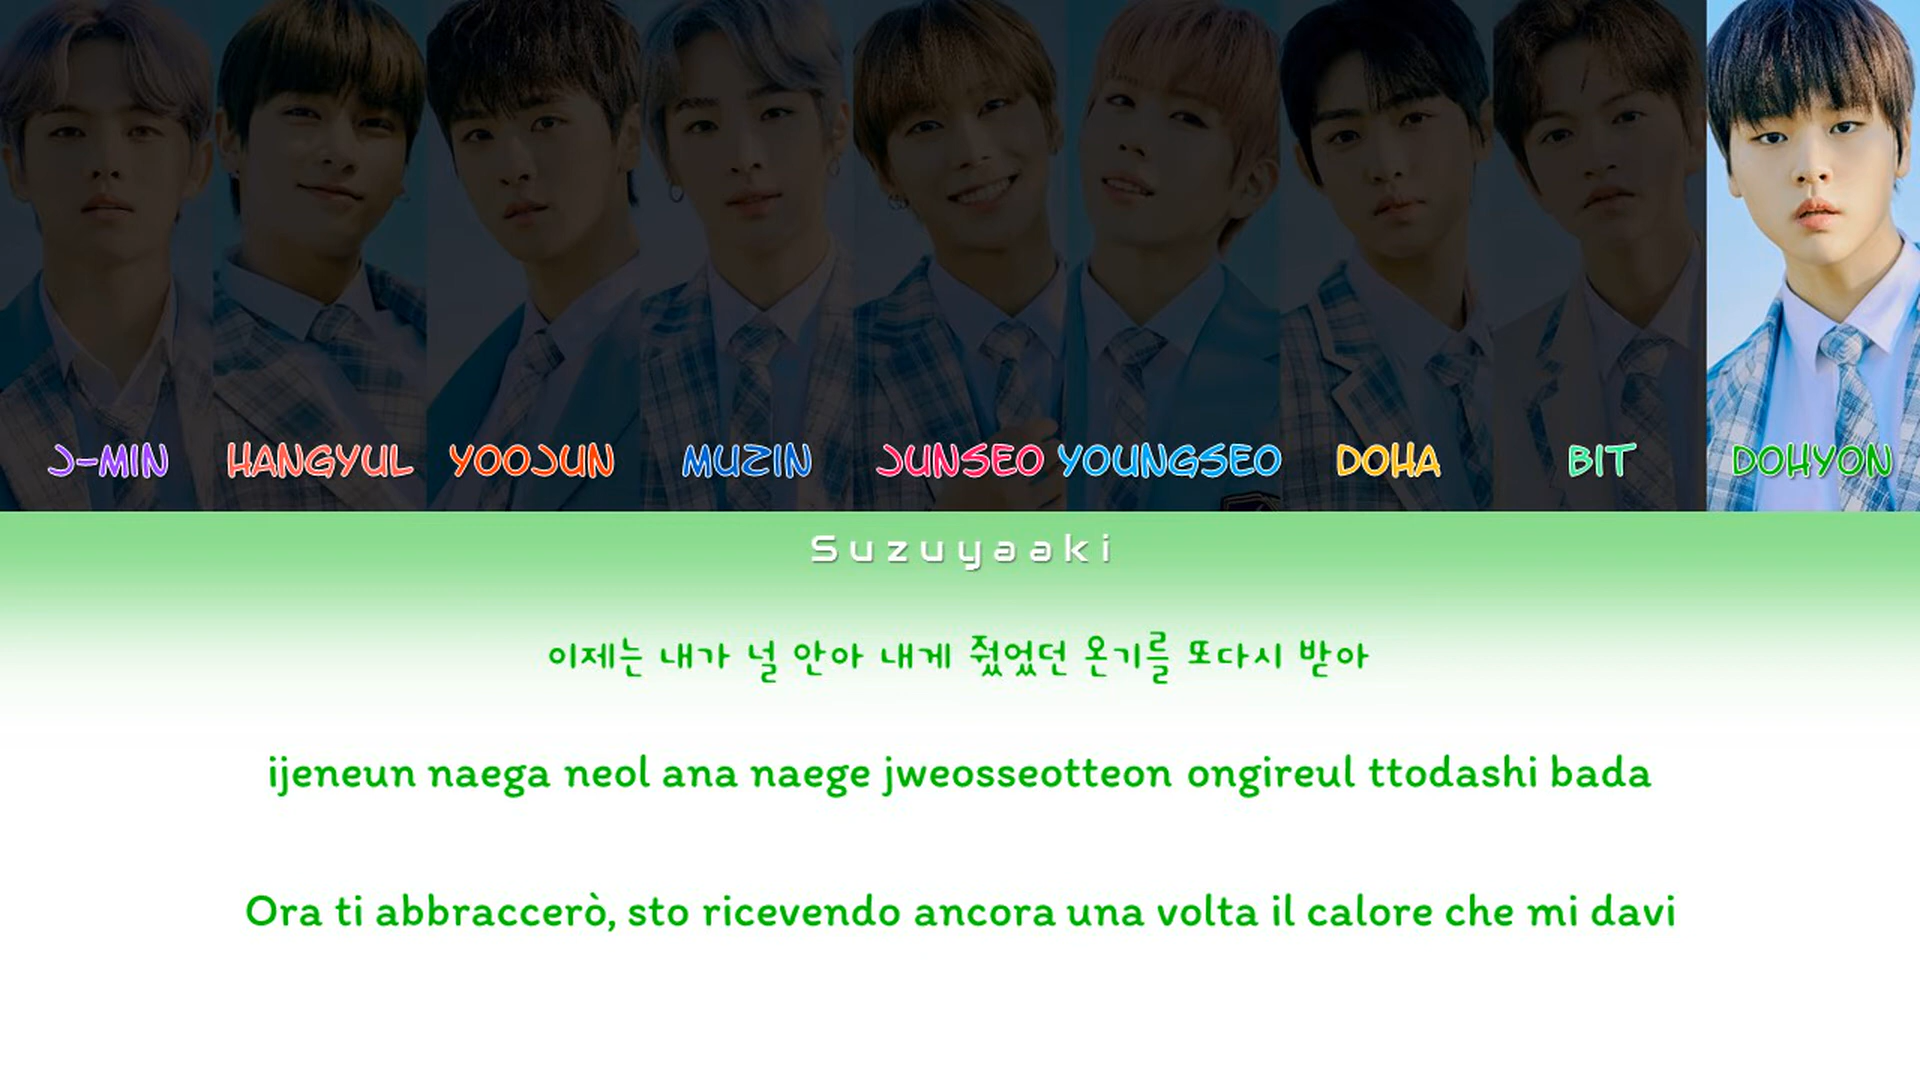 J-MIN HANGYUL YOOJUN MUZIN JUNSEO YOUNGSEO DOHA BIT DOHYON
Suzuyaaki
이제는 내가 널 안아 내게 줬었던 온기를 또다시 받아
ijeneun naega neol ana naege jweosseotteon ongireul ttodashi bada
Ora ti abbraccerò, sto ricevendo ancora una volta il calore che mi davi